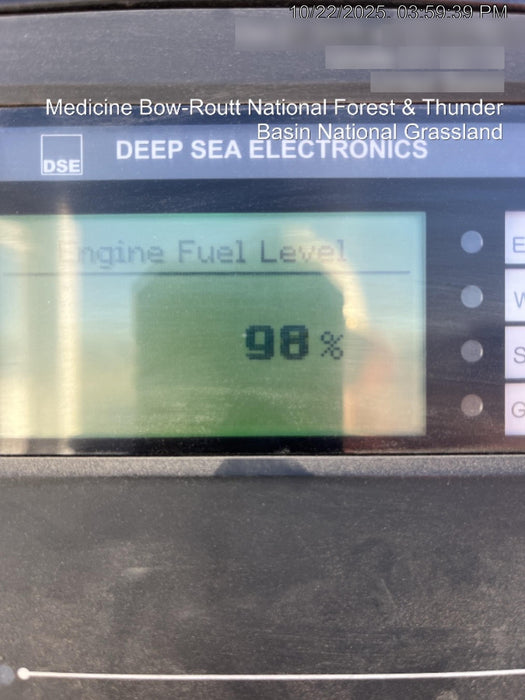 10/22/2025, 03:59:39 PM
Medicine Bow-Routt National Forest & Thunder
Basin National Grassland
DSE
DEEP SEA ELECTRONICS
Engine Fuel Level
98 %
E
W
S
G